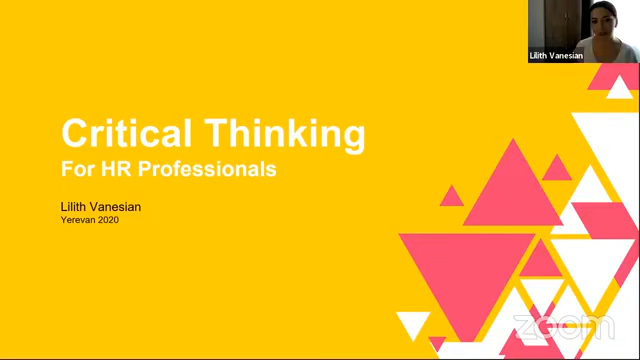 Lilith Vanesian
Critical Thinking
For HR Professionals
Lilith Vanesian
Yerevan 2020
zoom